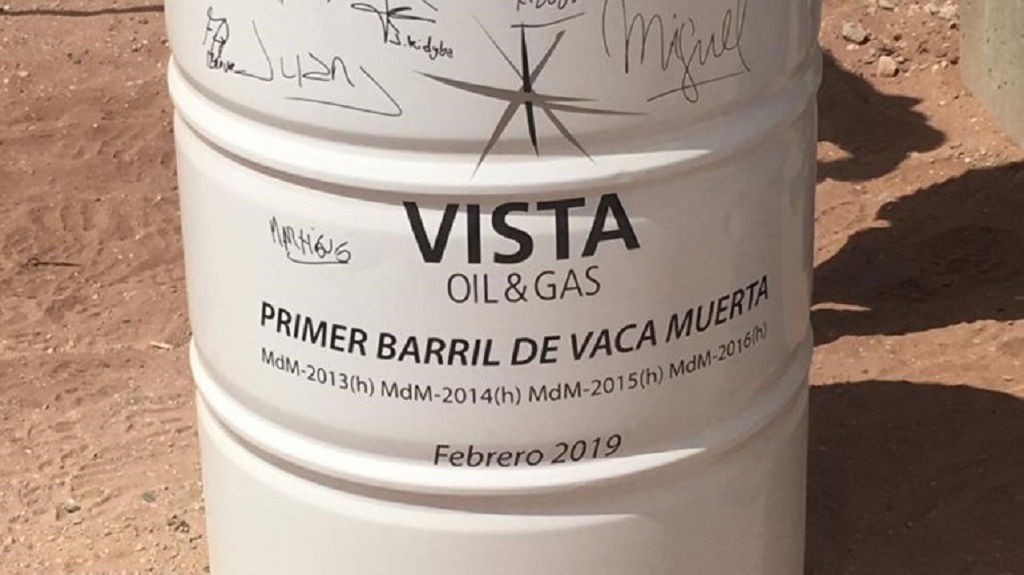 Miguel
Juan
VISTA
OIL & GAS
PRIMER BARRIL DE VACA MUERTA
MdM-2013(h) MdM-2014(h) MdM-2015(h) MdM-2016(h)
Febrero 2019